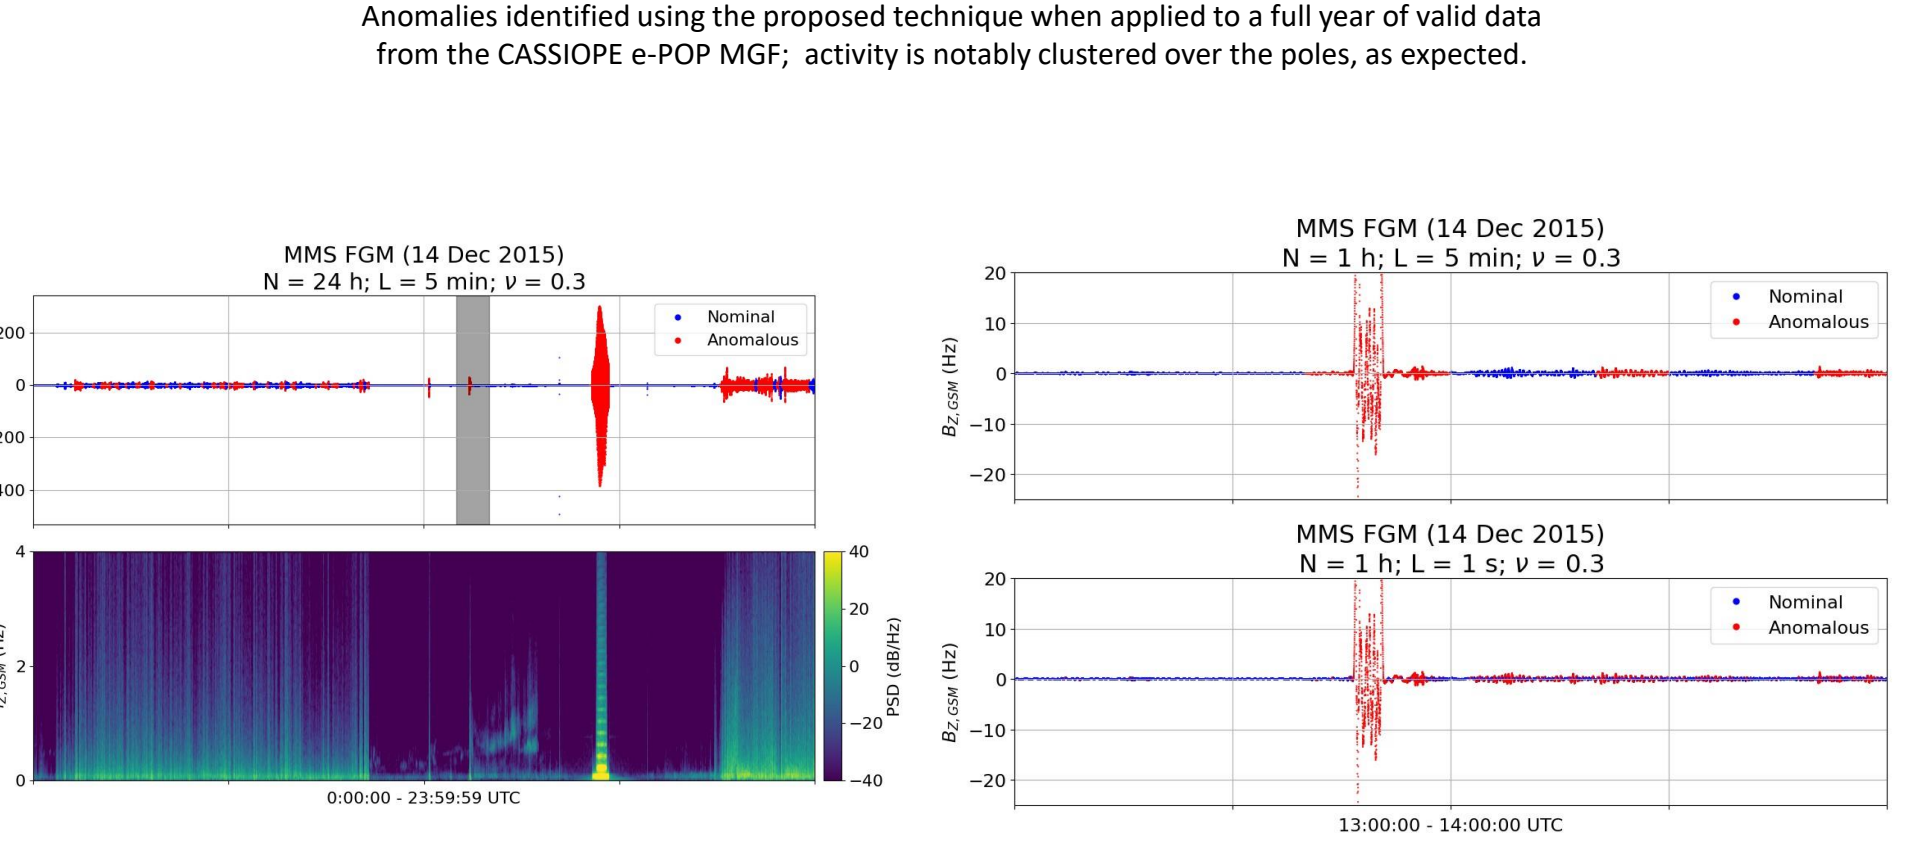 Anomalies identified using the proposed technique when applied to a full year of valid data
from the CASSIOPE e-POP MGF;  activity is notably clustered over the poles, as expected.
MMS FGM (14 Dec 2015)
N = 24 h; L = 5 min; ν = 0.3
Nominal
Anomalous
200
0
200
400
4
2
0
Z,GSM (Hz)
40
20
0
−20
−40
PSD (dB/Hz)
0:00:00 - 23:59:59 UTC
MMS FGM (14 Dec 2015)
N = 1 h; L = 5 min; ν = 0.3
Nominal
Anomalous
20
10
0
−10
−20
BZ,GSM (Hz)
MMS FGM (14 Dec 2015)
N = 1 h; L = 1 s; ν = 0.3
Nominal
Anomalous
20
10
0
−10
−20
BZ,GSM (Hz)
13:00:00 - 14:00:00 UTC